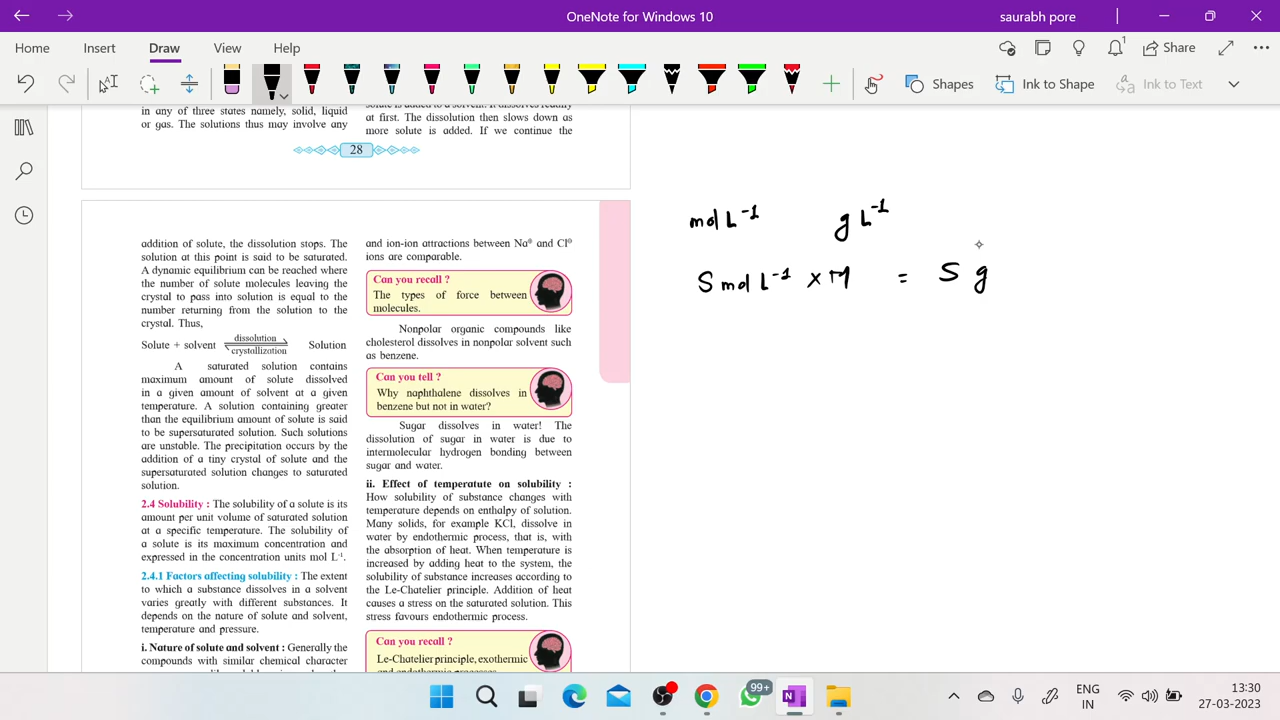 OneNote for Windows 10
saurabh pore
Home Insert Draw View Help
Share
Shapes
Ink to Shape
Ink to Text
in any of three states namely, solid, liquid
or gas. The solutions thus may involve any
at first. The dissolution then slows down as
more solute is added. If we continue the
28
addition of solute, the dissolution stops. The
solution at this point is said to be saturated.
A dynamic equilibrium can be reached where
the number of solute molecules leaving the
crystal to pass into solution is equal to the
number returning from the solution to the
crystal. Thus,
Solute + solvent dissolution crystallization Solution
A saturated solution contains
maximum amount of solute dissolved
in a given amount of solvent at a given
temperature. A solution containing greater
than the equilibrium amount of solute is said
to be supersaturated solution. Such solutions
are unstable. The precipitation occurs by the
addition of a tiny crystal of solute and the
supersaturated solution changes to saturated
solution.
2.4 Solubility : The solubility of a solute is its
amount per unit volume of saturated solution
at a specific temperature. The solubility of
a solute is its maximum concentration and
expressed in the concentration units mol L⁻¹.
2.4.1 Factors affecting solubility : The extent
to which a substance dissolves in a solvent
varies greatly with different substances. It
depends on the nature of solute and solvent,
temperature and pressure.
i. Nature of solute and solvent : Generally the
compounds with similar chemical character
and ion-ion attractions between Na⊕ and Cl⊖
ions are comparable.
Can you recall ?
The types of force between
molecules.
Nonpolar organic compounds like
cholesterol dissolves in nonpolar solvent such
as benzene.
Can you tell ?
Why naphthalene dissolves in
benzene but not in water?
Sugar dissolves in water! The
dissolution of sugar in water is due to
intermolecular hydrogen bonding between
sugar and water.
ii. Effect of temperatute on solubility :
How solubility of substance changes with
temperature depends on enthalpy of solution.
Many solids, for example KCl, dissolve in
water by endothermic process, that is, with
the absorption of heat. When temperature is
increased by adding heat to the system, the
solubility of substance increases according to
the Le-Chatelier principle. Addition of heat
causes a stress on the saturated solution. This
stress favours endothermic process.
Can you recall ?
Le-Chatelier principle, exothermic
mol L⁻¹ g L⁻¹
S mol L⁻¹ × M = S g
99+
ENG
IN
13:30
27-03-2023